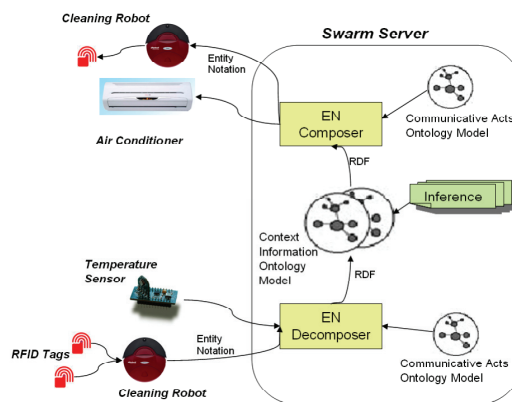 Cleaning Robot
Swarm Server
Entity
Notation
Air Conditioner
EN
Composer
Communicative Acts
Ontology Model
RDF
Inference
Context
Information
Ontology
Model
RDF
Temperature
Sensor
EN
Decomposer
RFID Tags
Entity
Notation
Cleaning Robot
Communicative Acts
Ontology Model